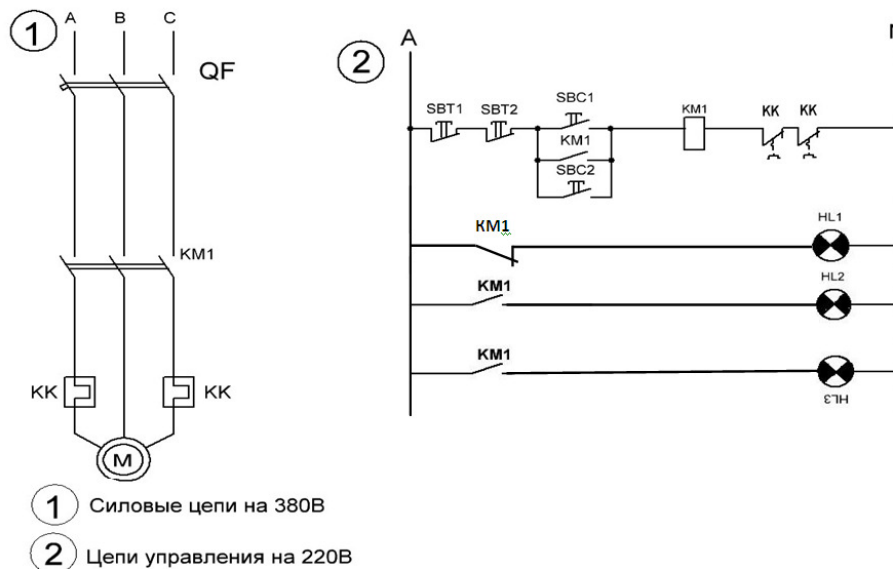 1
A B C
QF
KM1
KK KK
M
1 Силовые цепи на 380В
2 Цепи управления на 220В
2
A
SBT1 SBT2 SBC1 KM1 KK KK
KM1
SBC2
KM1 HL1
KM1 HL2
KM1 HL3